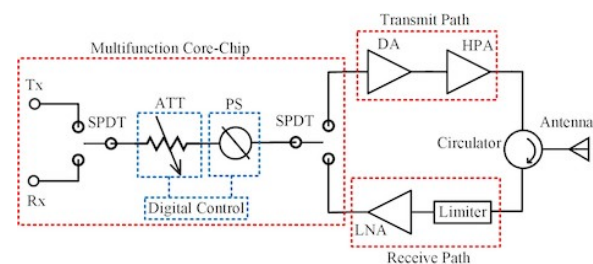 Transmit Path
Multifunction Core-Chip
DA
HPA
Tx
SPDT
ATT
PS
SPDT
Circulator
Antenna
Digital Control
Rx
LNA
Limiter
Receive Path